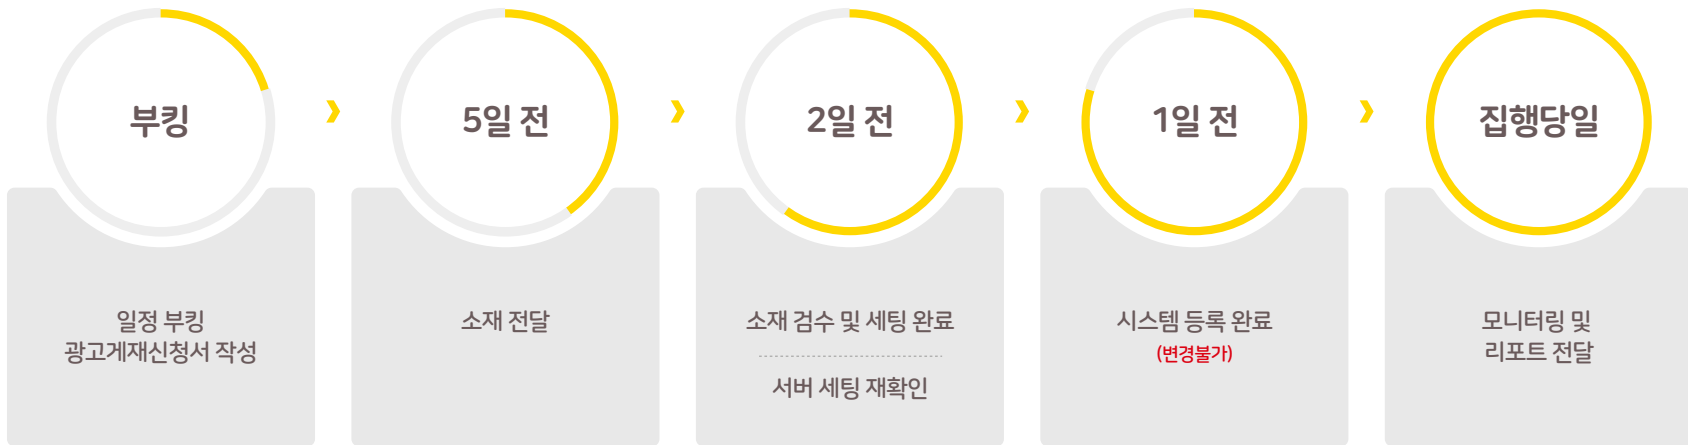 부킹
5일 전
2일 전
1일 전
집행당일
일정 부킹
광고게재신청서 작성
소재 전달
소재 검수 및 세팅 완료
서버 세팅 재확인
시스템 등록 완료
(변경불가)
모니터링 및
리포트 전달